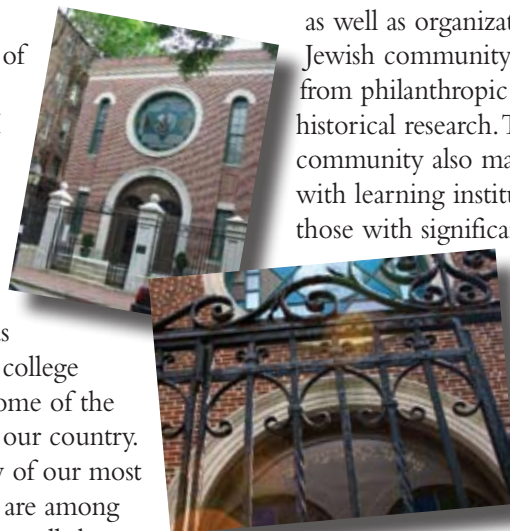 of
as
college
ome of the
our country.
y of our most
are among
as well as organizat
Jewish community
from philanthropic
historical research. T
community also ma
with learning institu
those with significa